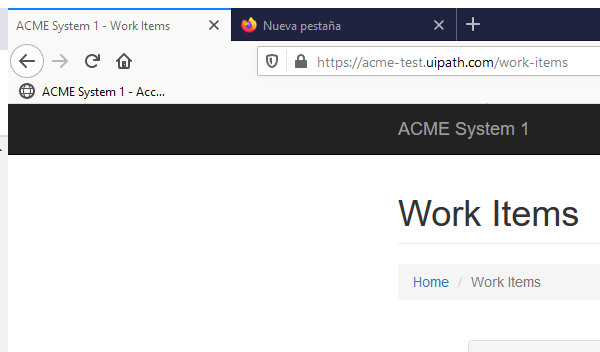 ACME System 1 - Work Items
Nueva pestaña
https://acme-test.uipath.com/work-items
ACME System 1 - Acc...
ACME System 1
Work Items
Home / Work Items